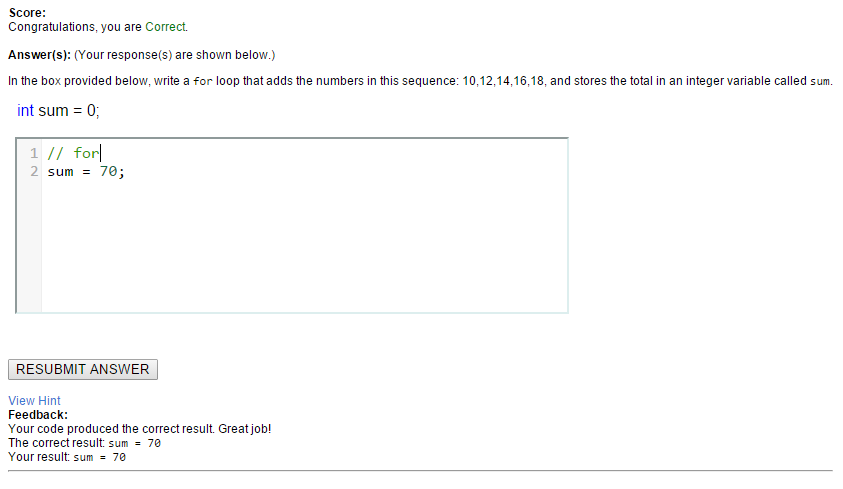 Score:
Congratulations, you are Correct.
Answer(s): (Your response(s) are shown below.)
In the box provided below, write a for loop that adds the numbers in this sequence: 10,12,14,16,18, and stores the total in an integer variable called sum.
int sum = 0;
1 // for
2 sum = 70;
RESUBMIT ANSWER
View Hint
Feedback:
Your code produced the correct result. Great job!
The correct result: sum = 70
Your result: sum = 70